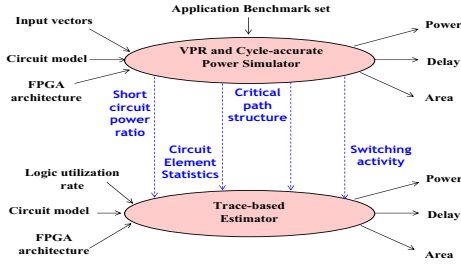 Application Benchmark set
Input vectors
Power
VPR and Cycle-accurate
Power Simulator
Circuit model
Delay
FPGA
architecture
Area
Short
circuit
power
ratio
Critical
path
structure
Circuit
Element
Statistics
Switching
activity
Logic utilization
rate
Power
Circuit model
Trace-based
Estimator
Delay
FPGA
architecture
Area